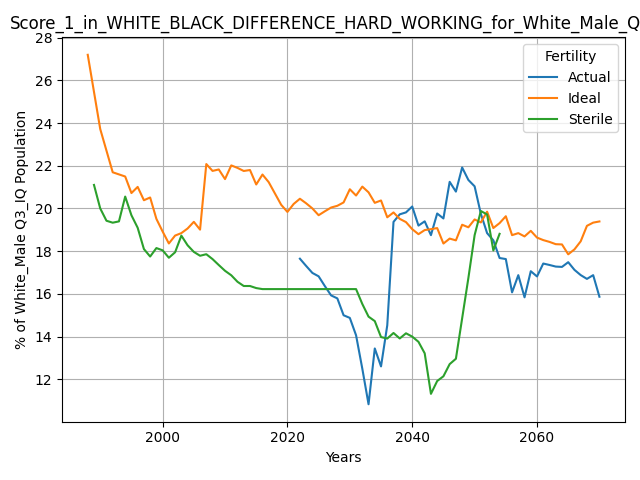 Score_1_in_WHITE_BLACK_DIFFERENCE_HARD_WORKING_for_White_Male_Q
Fertility
Actual
Ideal
Sterile
% of White_Male Q3_IQ Population
28
26
24
22
20
18
16
14
12
2000 2020 2040 2060
Years